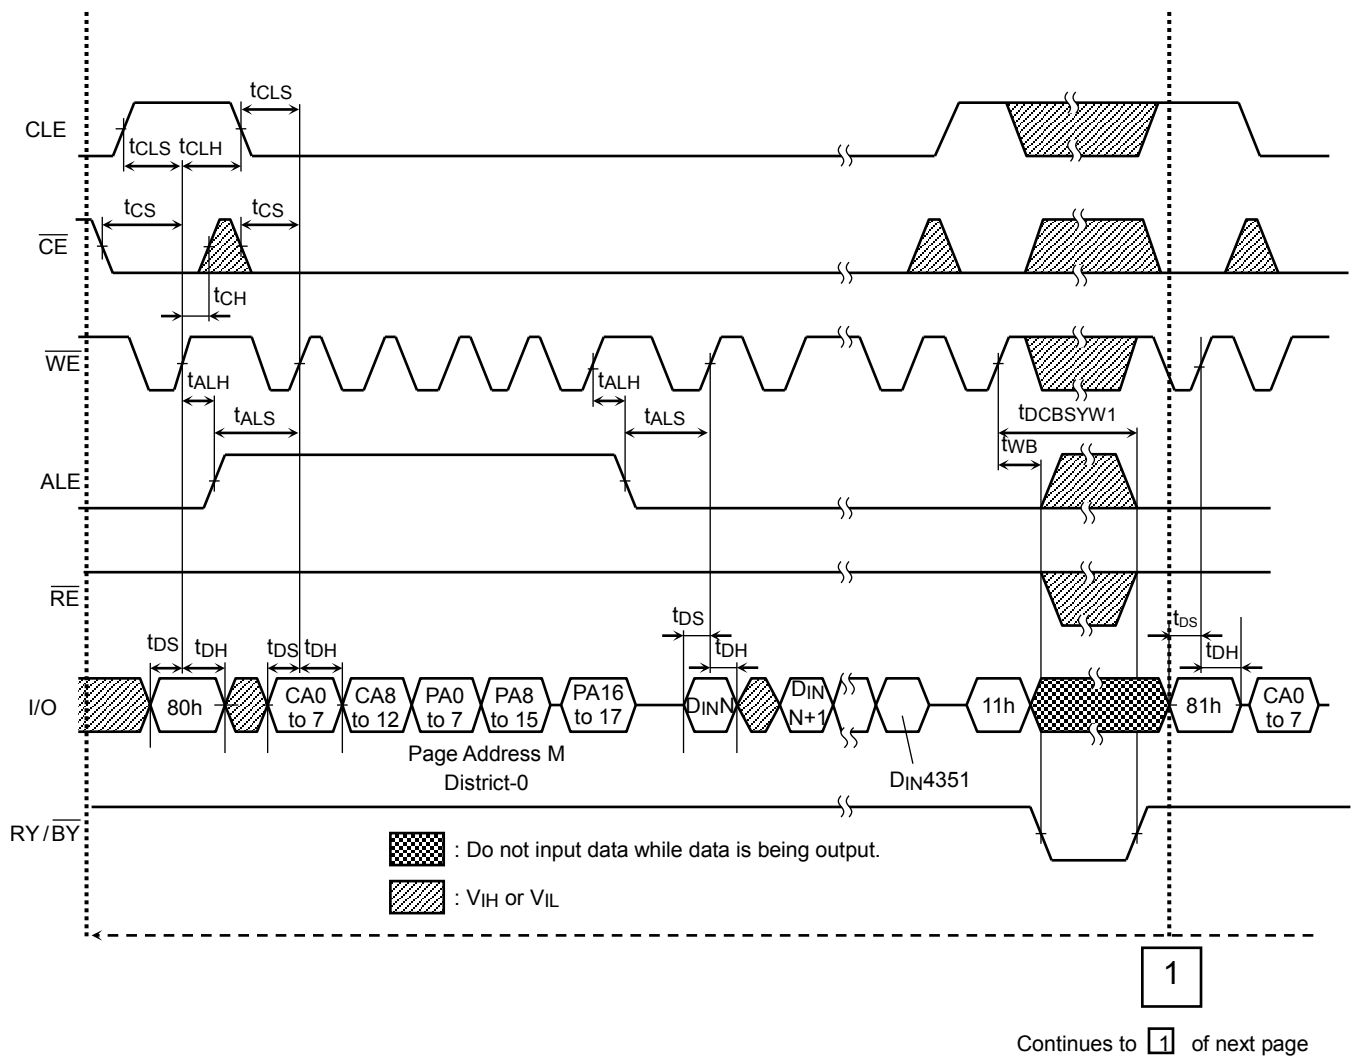 tCLS
CLE
tCLS tCLH
tCS tCS
CE
tCH
WE
tALH tALH
tALS tALS tDCBSYW1
tWB
ALE
RE
tDS tDH tDS tDH tDS tDH tDS tDH
I/O
80h
CA0 to 7
CA8 to 12
PA0 to 7
PA8 to 15
PA16 to 17
DINN
DIN N+1
11h
81h
CA0 to 7
Page Address M
District-0
DIN4351
RY/BY
: Do not input data while data is being output.
: VIH or VIL
1
Continues to 1 of next page